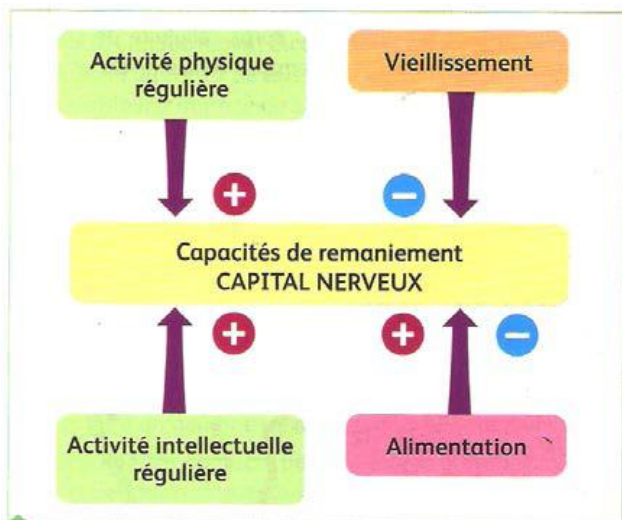 Activité physique
régulière
Vieillissement
+
−
Capacités de remaniement
CAPITAL NERVEUX
+
+
−
Activité intellectuelle
régulière
Alimentation